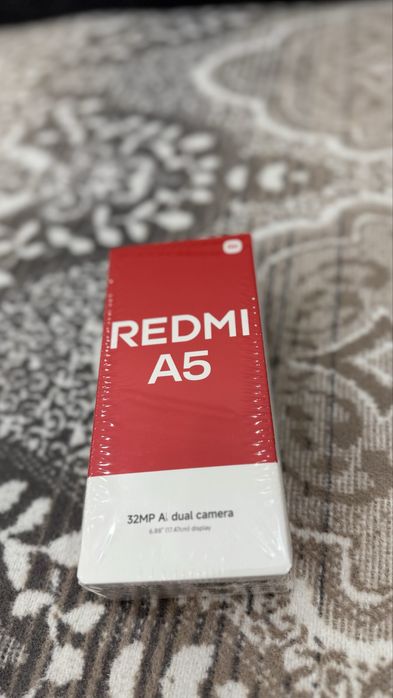 REDMI
A5
32MP AI dual camera
6.88" (17.47cm) display